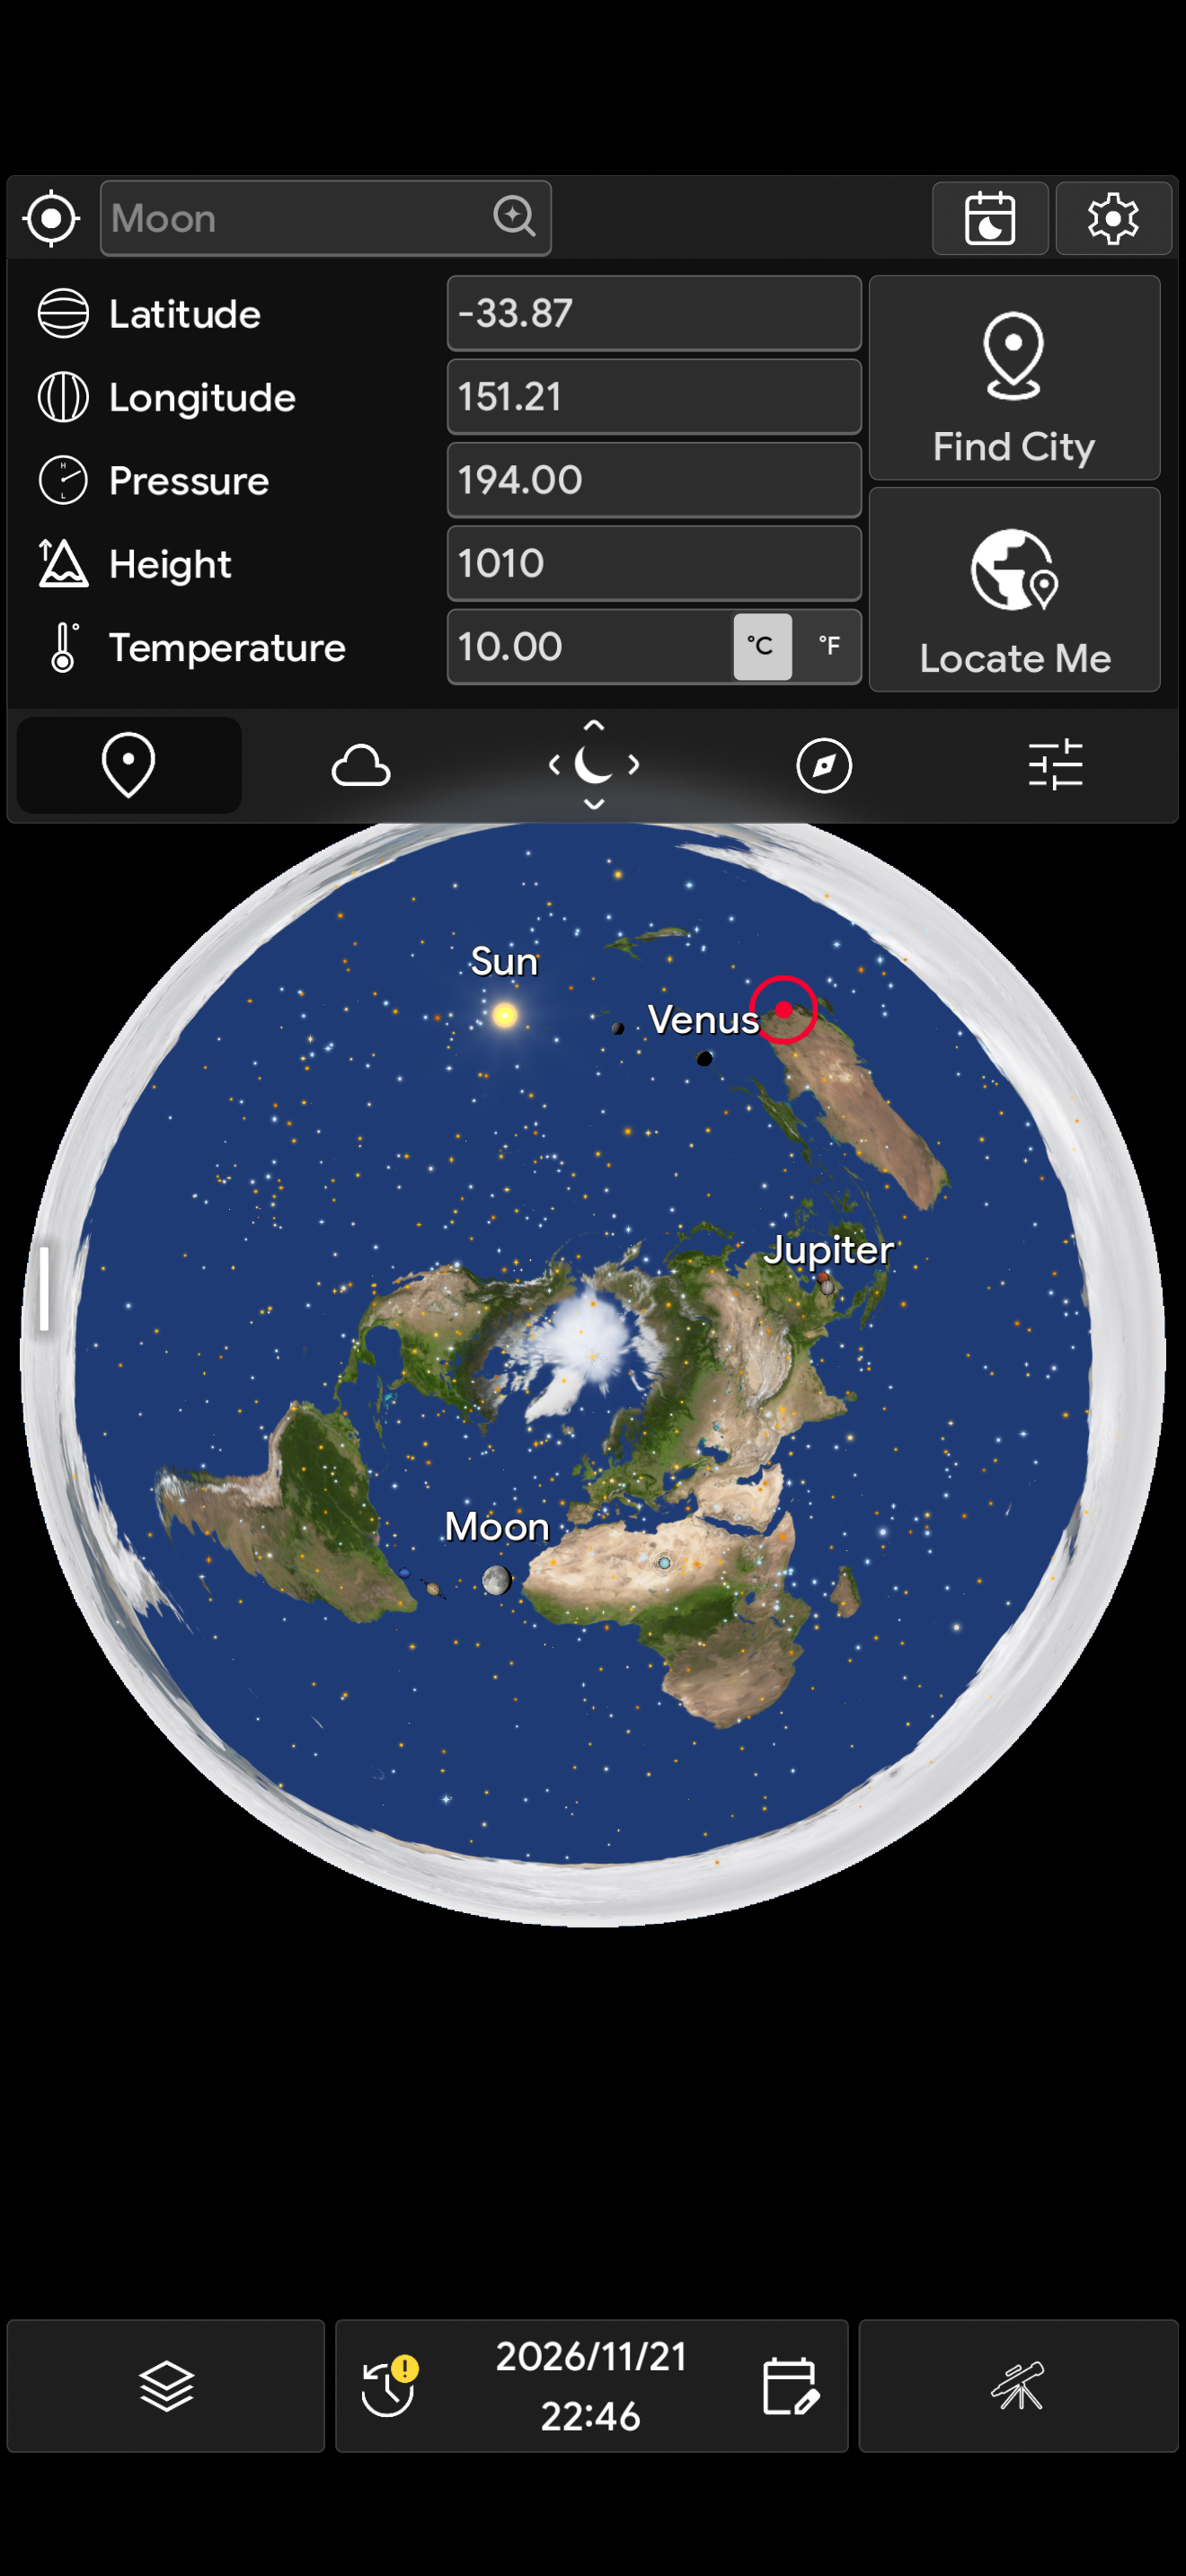 Moon
Latitude
-33.87
Longitude
151.21
Find City
Pressure
194.00
Height
1010
Temperature
10.00
°C
°F
Locate Me
Sun
Venus
Jupiter
Moon
2026/11/21
22:46